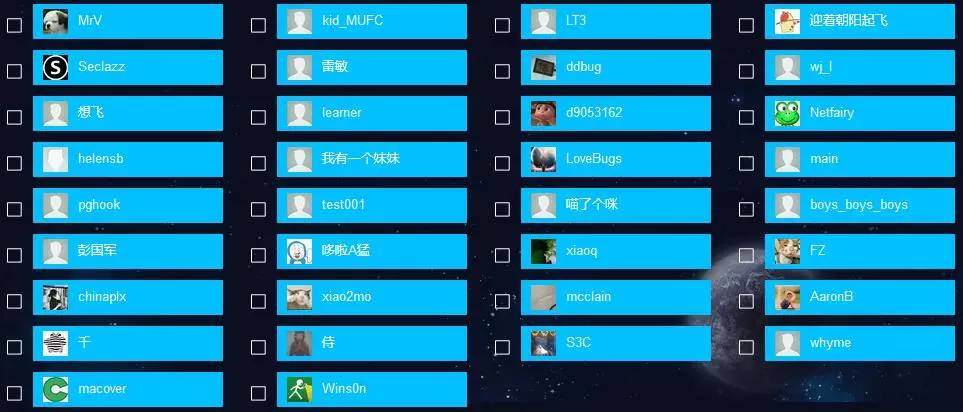 MrV
kid_MUFC
LT3
迎着朝阳起飞
Seclazz
雷敏
ddbug
wj_l
想飞
learner
d9053162
Netfairy
helensb
我有一个妹妹
LoveBugs
main
pghook
test001
喵了个咪
boys_boys_boys
彭国军
哆啦A猛
xiaoq
FZ
chinaplx
xiao2mo
mcclain
AaronB
千
侍
S3C
whyme
macover
Wins0n